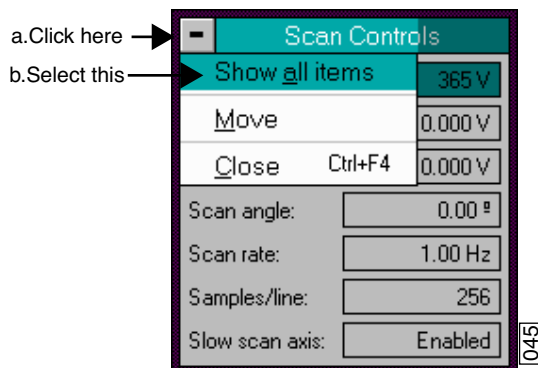 a.Click here
Scan Controls
b.Select this
Show all items
365 V
Move
0.000 V
Close Ctrl+F4
0.000 V
Scan angle: 0.00 º
Scan rate: 1.00 Hz
Samples/line: 256
Slow scan axis: Enabled
045